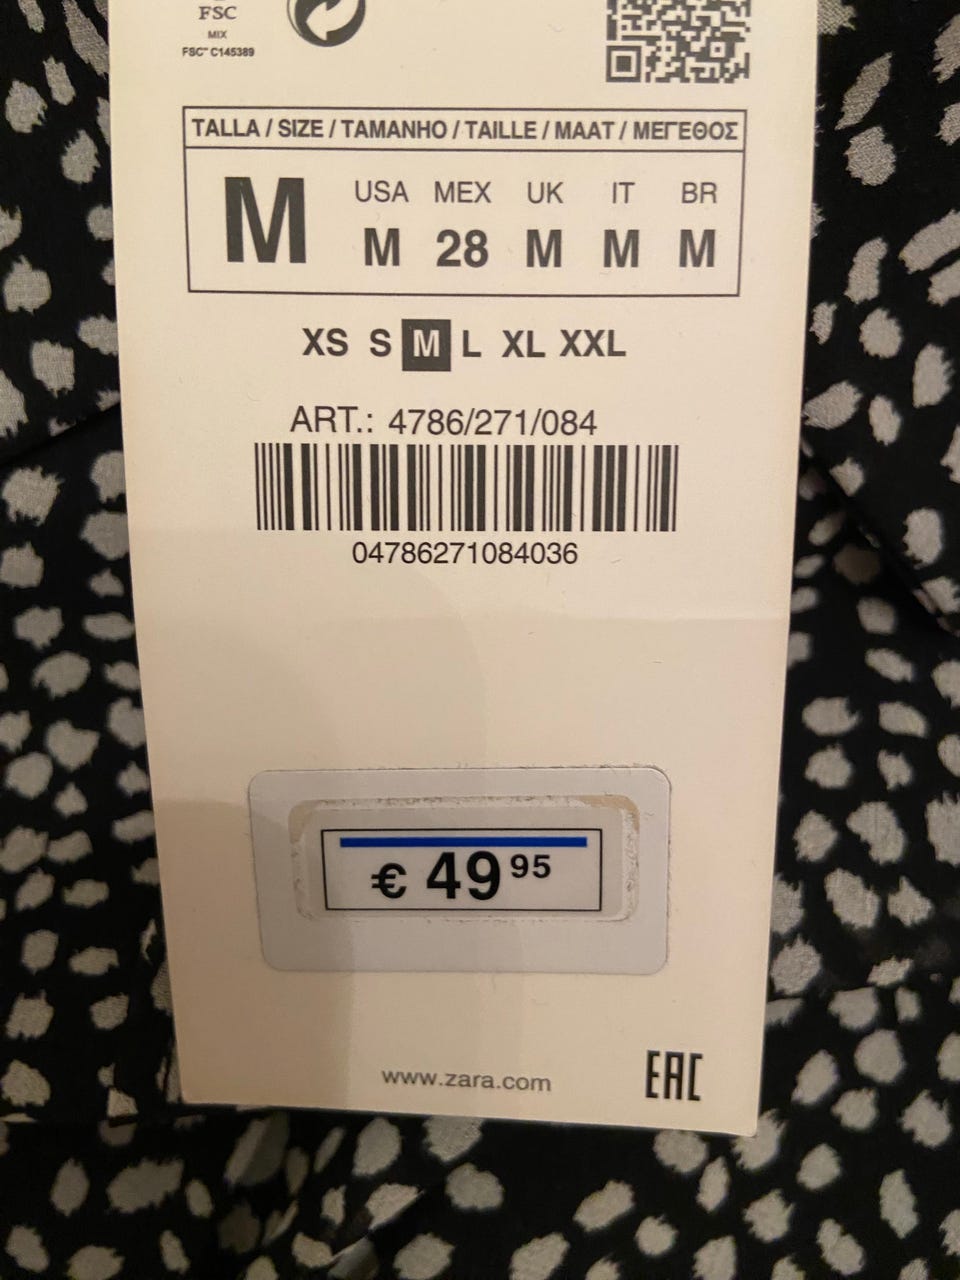 FSC
MIX
FSC™ C145389
TALLA / SIZE / TAMANHO / TAILLE / MAAT / ΜΕΓΕΘΟΣ
M
USA MEX UK IT BR
M 28 M M M
XS S M L XL XXL
ART.: 4786/271/084
04786271084036
€ 49 95
www.zara.com
EAC